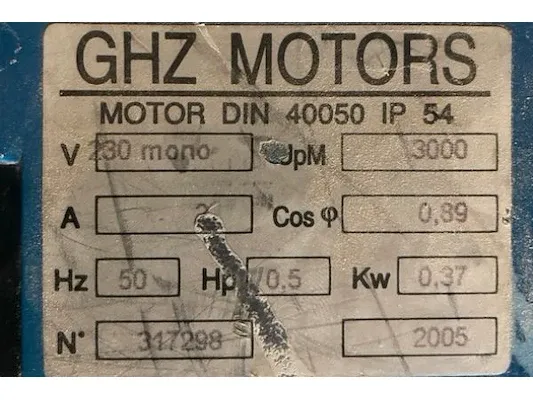 GHZ MOTORS
MOTOR DIN 40050 IP 54
V 230 mono UpM 3000
A Cos φ 0,89
Hz 50 Hp 0.5 Kw 0,37
N° 317298 2005